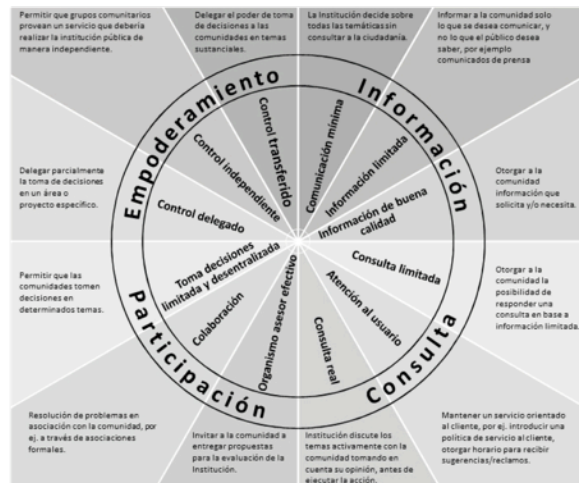 Permitir que grupos comunitarios
provean un servicio que debería
realizar la institución pública de
manera independiente.
Delegar el poder de toma
de decisiones a las
comunidades en temas
sustanciales.
La Institución decide sobre
todas las temáticas sin
consultar a la ciudadanía.
Informar a la comunidad solo
lo que se desea comunicar, y
no lo que el público desea
saber, por ejemplo
comunicados de prensa
Empoderamiento
Información
Control transferido
Comunicación mínima
Control independiente
Información limitada
Delegar parcialmente
la toma de decisiones
en un área o
proyecto específico.
Control delegado
Información de buena
calidad
Otorgar a la
comunidad
información que
solicita y/o necesita.
Permitir que las
comunidades tomen
decisiones en
determinados temas.
Toma decisiones
limitada y desentralizada
Consulta limitada
Otorgar a la
comunidad la
posibilidad de
responder una
consulta en base a
información limitada.
Colaboración
Organismo asesor efectivo
Consulta real
Atención al usuario
Participación
Consulta
Resolución de problemas en
asociación con la comunidad, por
ej. a través de asociaciones
formales.
Invitar a la comunidad a
entregar propuestas
para la evaluación de la
Institución.
Institución discute los
temas activamente con la
comunidad tomando en
cuenta su opinión, antes de
ejecutar la acción.
Mantener un servicio orientado
al cliente, por ej. introducir una
política de servicio al cliente,
otorgar horario para recibir
sugerencias/reclamos.